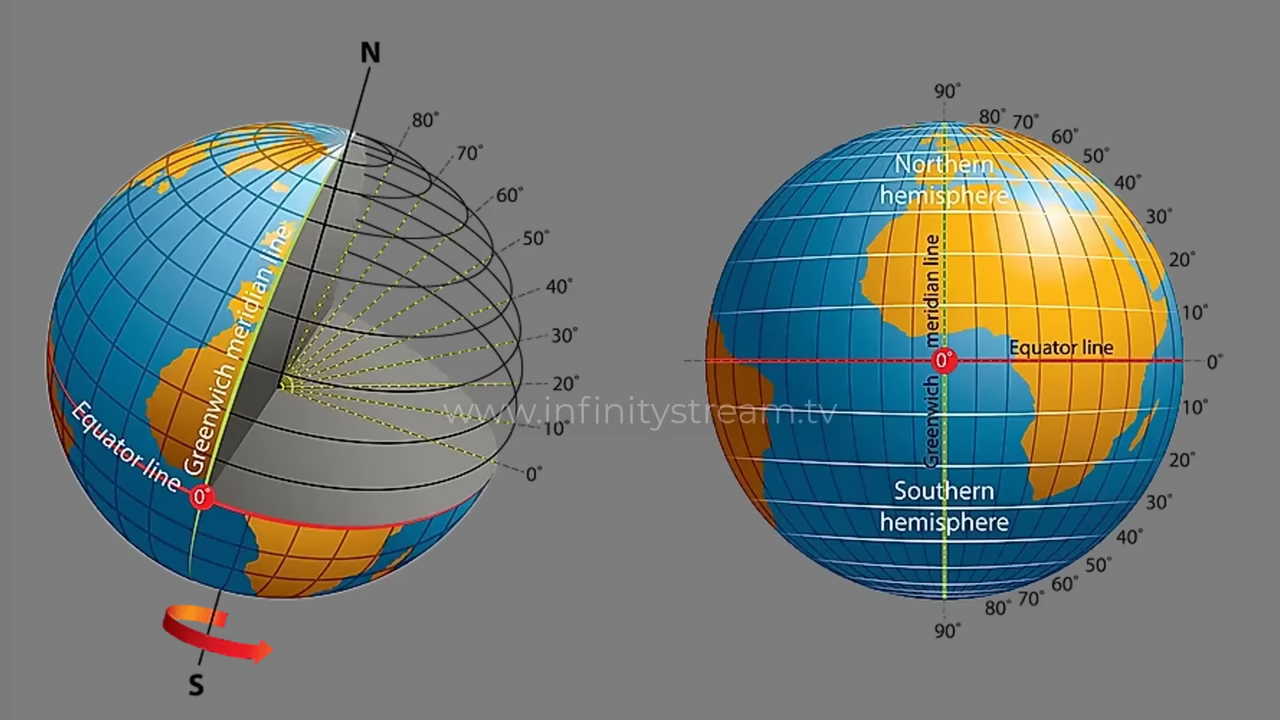 N
80°
70°
60°
50°
40°
30°
20°
10°
0°
Greenwich meridian line
Equator line
0°
S
90°
80°
70°
60°
50°
40°
30°
20°
10°
0°
10°
20°
30°
40°
50°
60°
70°
80°
90°
Northern
hemisphere
Greenwich meridian line
0°
Equator line
Southern
hemisphere
www.infinitystream.tv